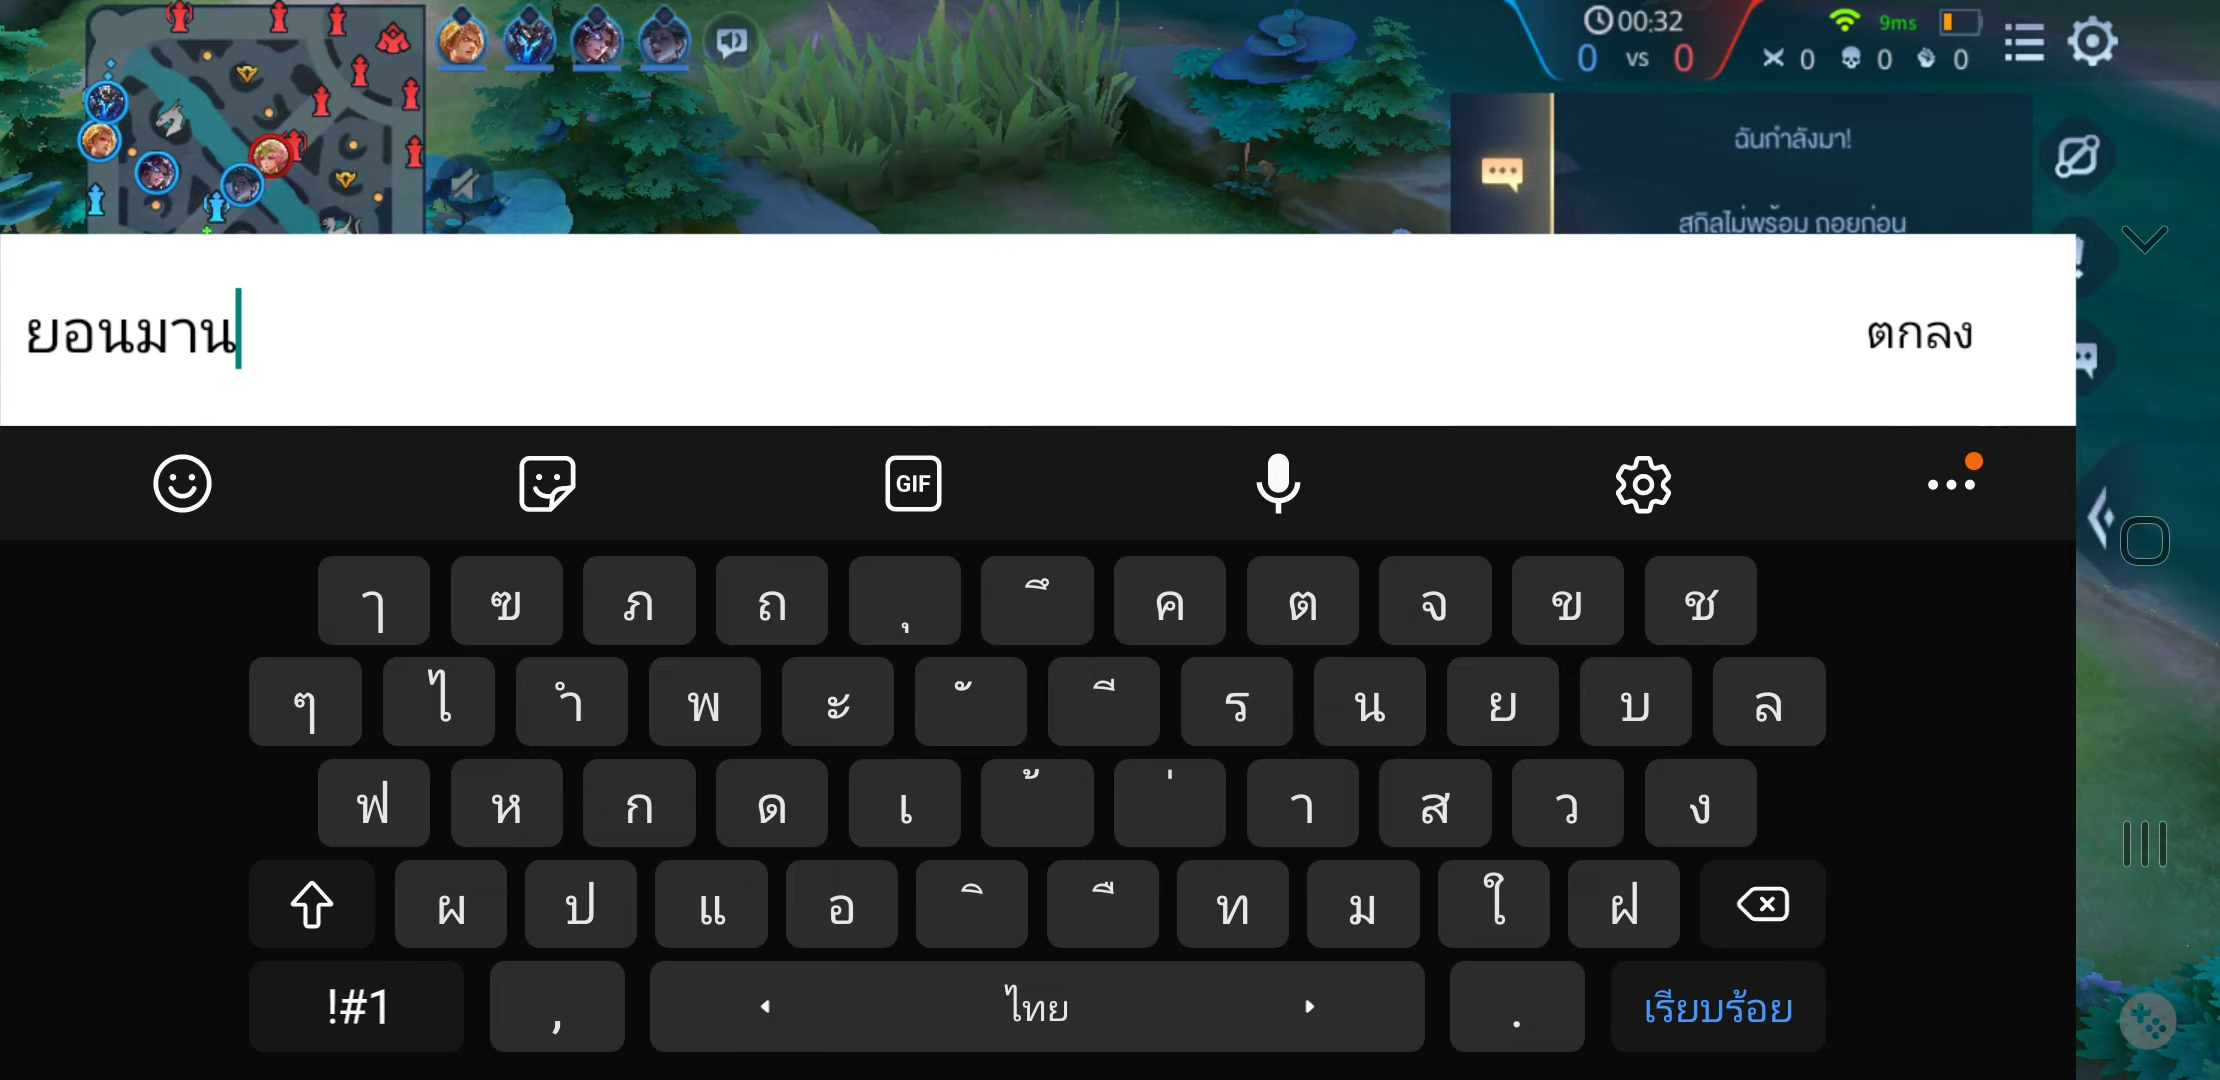 00:32
9ms
0 vs 0
0 0 0
ฉันกำลังมา!
สกิลไม่พร้อม ถอยก่อน
ยอนมาน
ตกลง
GIF
ๅ ฃ ภ ถ ุ ึ ค ต จ ข ช
ๆ ไ ำ พ ะ ั ี ร น ย บ ล
ฟ ห ก ด เ ้ ่ า ส ว ง
ผ ป แ อ ิ ื ท ม ใ ฝ
!#1 , ไทย . เรียบร้อย